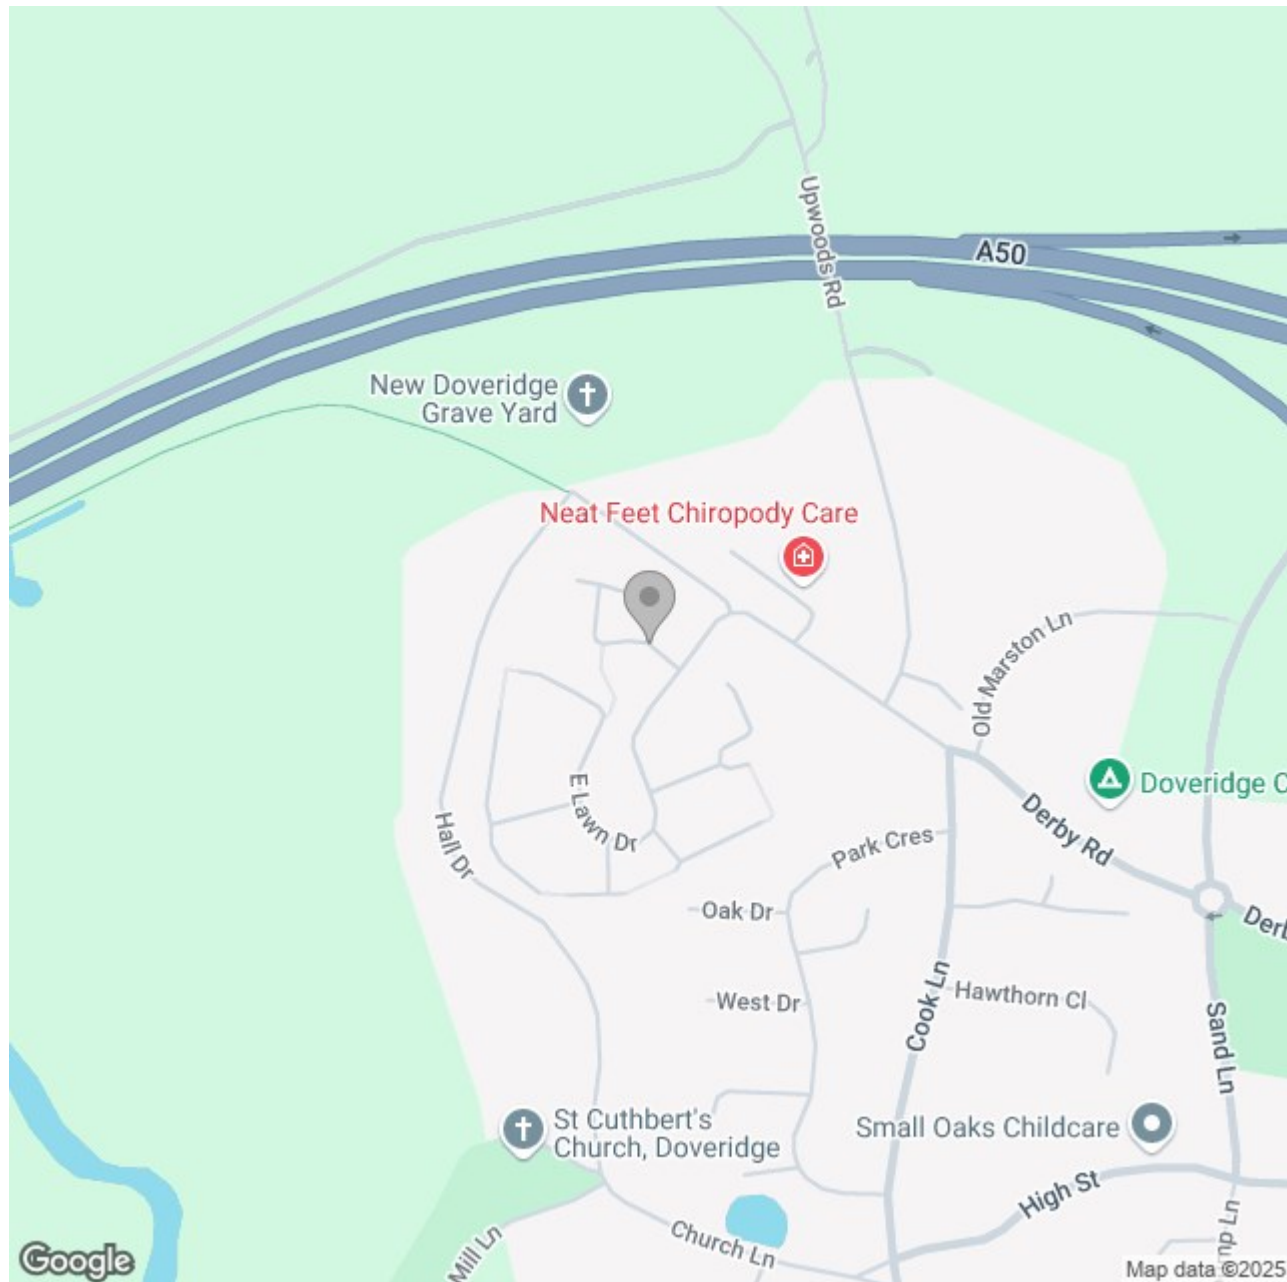 Upwoods Rd
A50
New Doveridge
Grave Yard
Neat Feet Chiropody Care
Old Marston Ln
Doveridge C
E Lawn Dr
Hall Dr
Park Cres
Derby Rd
Oak Dr
Derb
West Dr
Cook Ln
Hawthorn Cl
Sand Ln
St Cuthbert's
Church, Doveridge
Small Oaks Childcare
High St
Mill Ln
Church Ln
mp Ln
Google
Map data ©2025